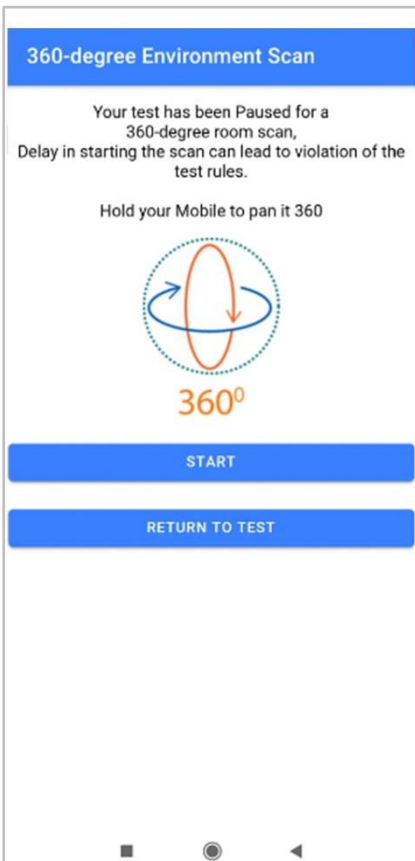 360-degree Environment Scan
Your test has been Paused for a
360-degree room scan,
Delay in starting the scan can lead to violation of the
test rules.
Hold your Mobile to pan it 360
360⁰
START
RETURN TO TEST